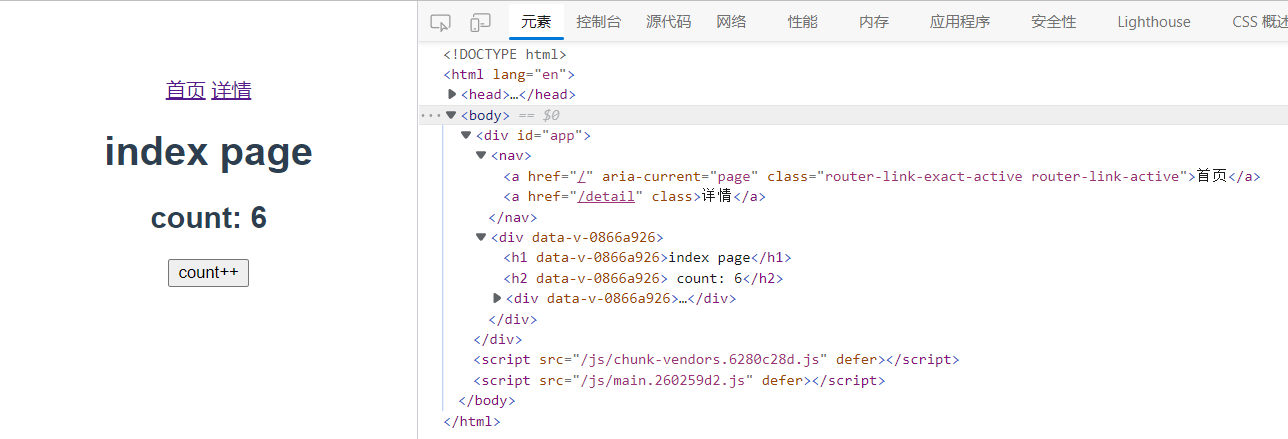 首页 详情
index page
count: 6
count++
元素 控制台 源代码 网络 性能 内存 应用程序 安全性 Lighthouse CSS 概述
<!DOCTYPE html>
<html lang="en">
<head>…</head>
<body> == $0
<div id="app">
<nav>
<a href="/" aria-current="page" class="router-link-exact-active router-link-active">首页</a>
<a href="/detail" class>详情</a>
</nav>
<div data-v-0866a926>
<h1 data-v-0866a926>index page</h1>
<h2 data-v-0866a926> count: 6</h2>
<div data-v-0866a926>…</div>
</div>
</div>
<script src="/js/chunk-vendors.6280c28d.js" defer></script>
<script src="/js/main.260259d2.js" defer></script>
</body>
</html>